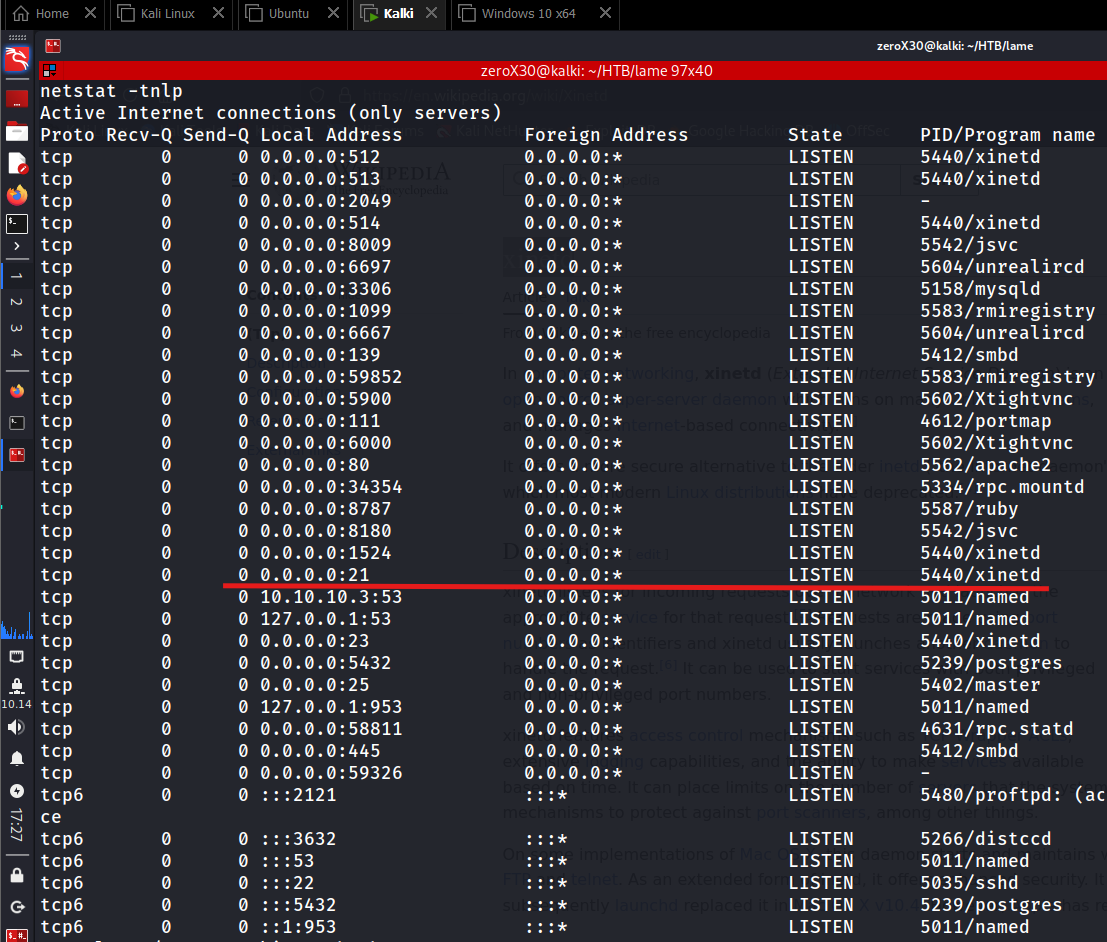 Home Kali Linux Ubuntu Kalki Windows 10 x64
zeroX30@kalki: ~/HTB/lame
zeroX30@kalki: ~/HTB/lame 97x40
netstat -tnlp
Active Internet connections (only servers)
Proto Recv-Q Send-Q Local Address Foreign Address State PID/Program name
tcp 0 0 0.0.0.0:512 0.0.0.0:* LISTEN 5440/xinetd
tcp 0 0 0.0.0.0:513 0.0.0.0:* LISTEN 5440/xinetd
tcp 0 0 0.0.0.0:2049 0.0.0.0:* LISTEN -
tcp 0 0 0.0.0.0:514 0.0.0.0:* LISTEN 5440/xinetd
tcp 0 0 0.0.0.0:8009 0.0.0.0:* LISTEN 5542/jsvc
tcp 0 0 0.0.0.0:6697 0.0.0.0:* LISTEN 5604/unrealircd
tcp 0 0 0.0.0.0:3306 0.0.0.0:* LISTEN 5158/mysqld
tcp 0 0 0.0.0.0:1099 0.0.0.0:* LISTEN 5583/rmiregistry
tcp 0 0 0.0.0.0:6667 0.0.0.0:* LISTEN 5604/unrealircd
tcp 0 0 0.0.0.0:139 0.0.0.0:* LISTEN 5412/smbd
tcp 0 0 0.0.0.0:59852 0.0.0.0:* LISTEN 5583/rmiregistry
tcp 0 0 0.0.0.0:5900 0.0.0.0:* LISTEN 5602/Xtightvnc
tcp 0 0 0.0.0.0:111 0.0.0.0:* LISTEN 4612/portmap
tcp 0 0 0.0.0.0:6000 0.0.0.0:* LISTEN 5602/Xtightvnc
tcp 0 0 0.0.0.0:80 0.0.0.0:* LISTEN 5562/apache2
tcp 0 0 0.0.0.0:34354 0.0.0.0:* LISTEN 5334/rpc.mountd
tcp 0 0 0.0.0.0:8787 0.0.0.0:* LISTEN 5587/ruby
tcp 0 0 0.0.0.0:8180 0.0.0.0:* LISTEN 5542/jsvc
tcp 0 0 0.0.0.0:1524 0.0.0.0:* LISTEN 5440/xinetd
tcp 0 0 0.0.0.0:21 0.0.0.0:* LISTEN 5440/xinetd
tcp 0 0 10.10.10.3:53 0.0.0.0:* LISTEN 5011/named
tcp 0 0 127.0.0.1:53 0.0.0.0:* LISTEN 5011/named
tcp 0 0 0.0.0.0:23 0.0.0.0:* LISTEN 5440/xinetd
tcp 0 0 0.0.0.0:5432 0.0.0.0:* LISTEN 5239/postgres
tcp 0 0 0.0.0.0:25 0.0.0.0:* LISTEN 5402/master
tcp 0 0 127.0.0.1:953 0.0.0.0:* LISTEN 5011/named
tcp 0 0 0.0.0.0:58811 0.0.0.0:* LISTEN 4631/rpc.statd
tcp 0 0 0.0.0.0:445 0.0.0.0:* LISTEN 5412/smbd
tcp 0 0 0.0.0.0:59326 0.0.0.0:* LISTEN -
tcp6 0 0 :::2121 :::* LISTEN 5480/proftpd: (ac
ce
tcp6 0 0 :::3632 :::* LISTEN 5266/distccd
tcp6 0 0 :::53 :::* LISTEN 5011/named
tcp6 0 0 :::22 :::* LISTEN 5035/sshd
tcp6 0 0 :::5432 :::* LISTEN 5239/postgres
tcp6 0 0 ::1:953 :::* LISTEN 5011/named
1
2
3
4
10.14
17:27